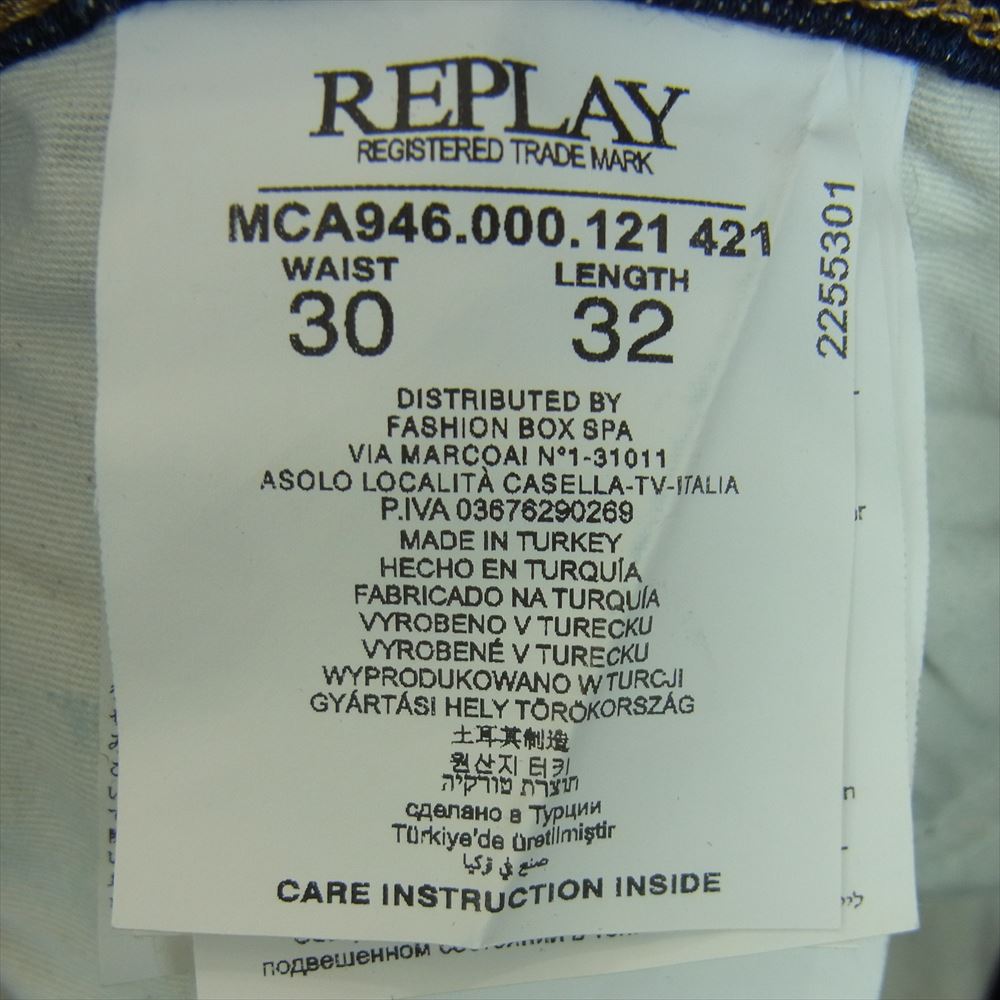 REPLAY
REGISTERED TRADE MARK
MCA946.000.121 421
WAIST LENGTH
30 32
2255301
DISTRIBUTED BY
FASHION BOX SPA
VIA MARCOAI N°1-31011
ASOLO LOCALITÀ CASELLA-TV-ITALIA
P.IVA 03676290269
MADE IN TURKEY
HECHO EN TURQUÍA
FABRICADO NA TURQUÍA
VYROBENO V TURECKU
VYROBENÉ V TURECKU
WYPRODUKOWANO W TURCJI
GYÁRTÁSI HELY TÖRÖKORSZÁG
土耳其制造
원산지 터키
תוצרת טורקיה
сделано в Турции
Türkiye'de üretilmiştir
صنع في تركيا
CARE INSTRUCTION INSIDE
подвешенном